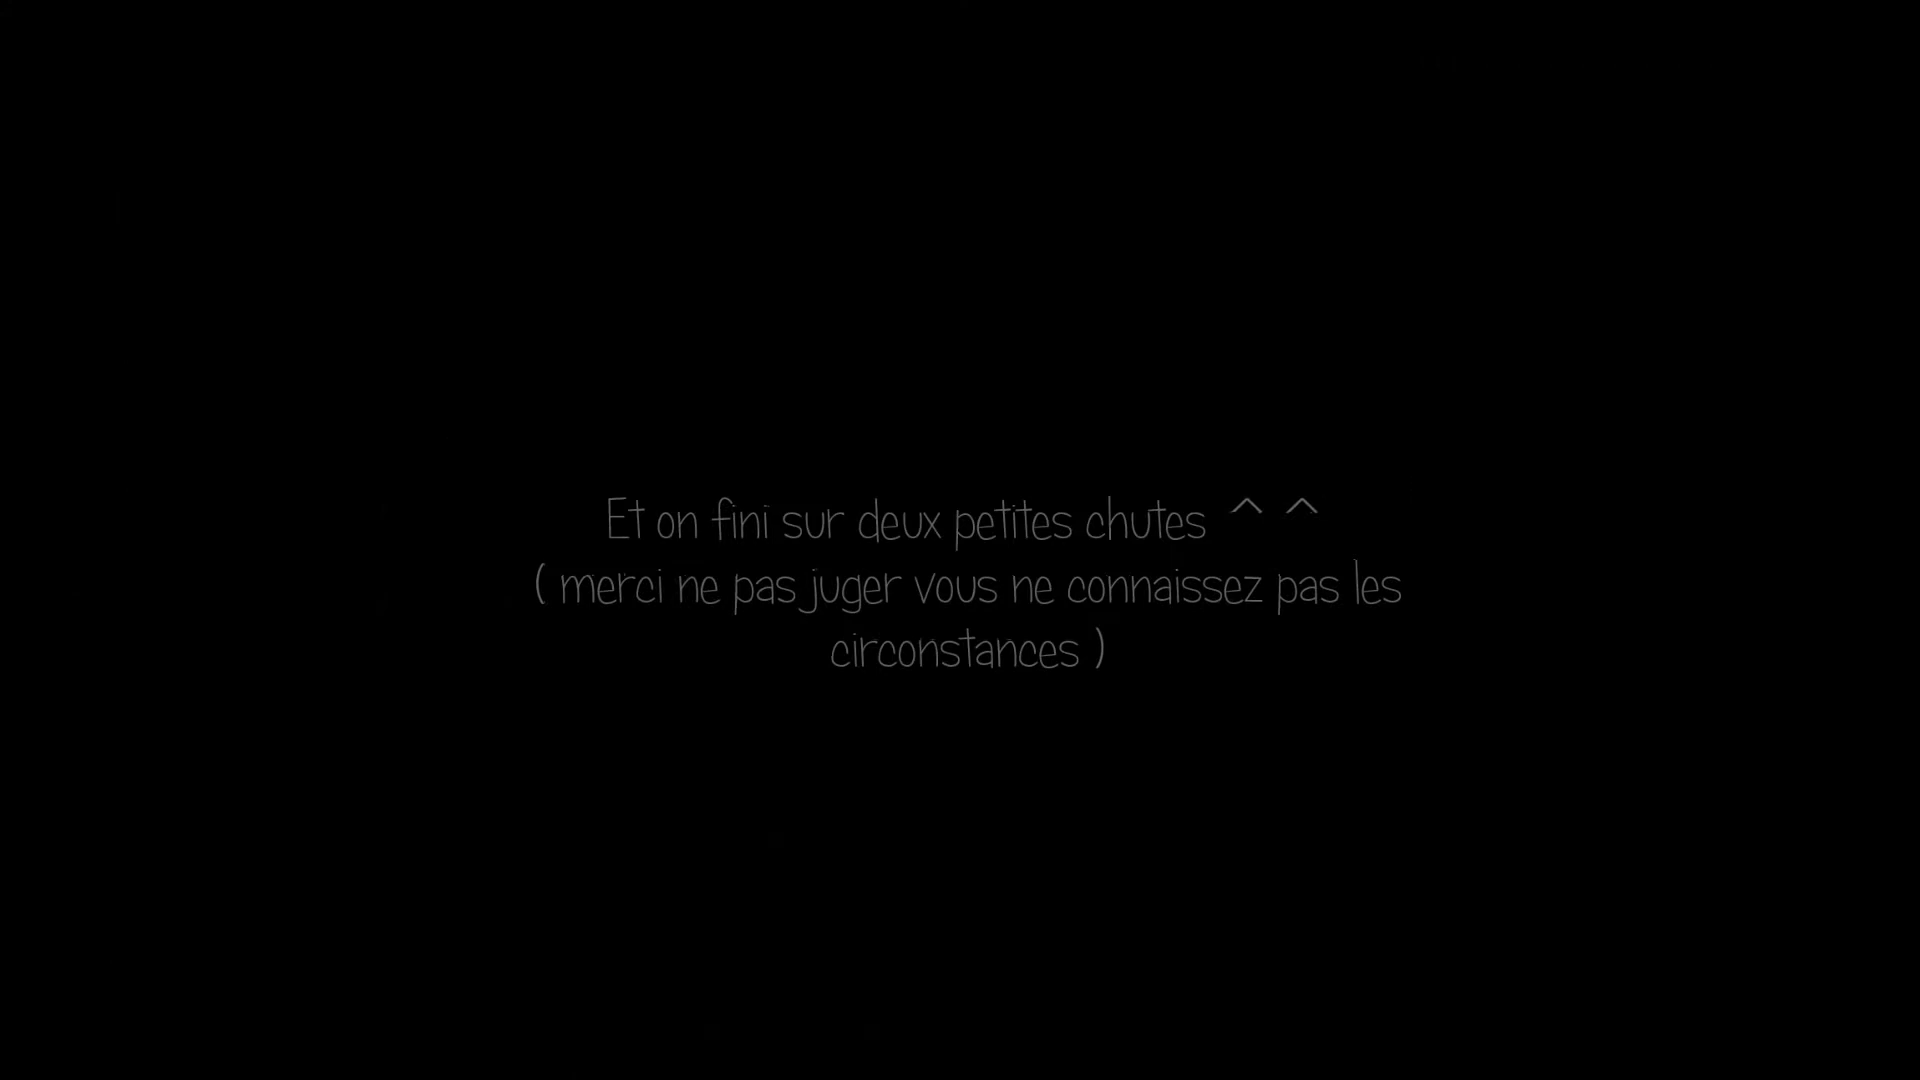 Et on fini sur deux petites chutes ^ ^
( merci ne pas juger vous ne connaissez pas les
circonstances )